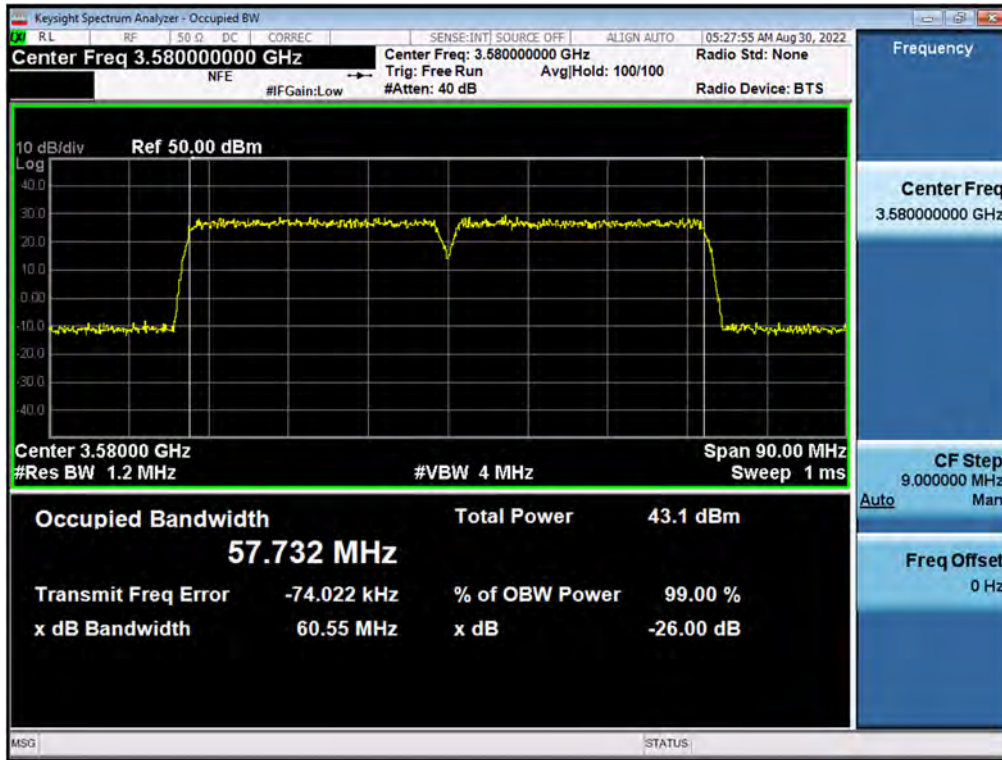 Keysight Spectrum Analyzer - Occupied BW
LXI RL RF 50 Ω DC CORREC SENSE:INT SOURCE OFF ALIGN AUTO 05:27:55 AM Aug 30, 2022
Center Freq 3.580000000 GHz
NFE
#IFGain:Low
Center Freq: 3.580000000 GHz
Trig: Free Run Avg|Hold: 100/100
#Atten: 40 dB
Radio Std: None
Radio Device: BTS
10 dB/div Ref 50.00 dBm
Log
40.0
30.0
20.0
10.0
0.00
-10.0
-20.0
-30.0
-40.0
Center 3.58000 GHz Span 90.00 MHz
#Res BW 1.2 MHz #VBW 4 MHz Sweep 1 ms
Occupied Bandwidth Total Power 43.1 dBm
57.732 MHz
Transmit Freq Error -74.022 kHz % of OBW Power 99.00 %
x dB Bandwidth 60.55 MHz x dB -26.00 dB
Frequency
Center Freq
3.580000000 GHz
CF Step
9.000000 MHz
Auto Man
Freq Offset
0 Hz
MSG STATUS